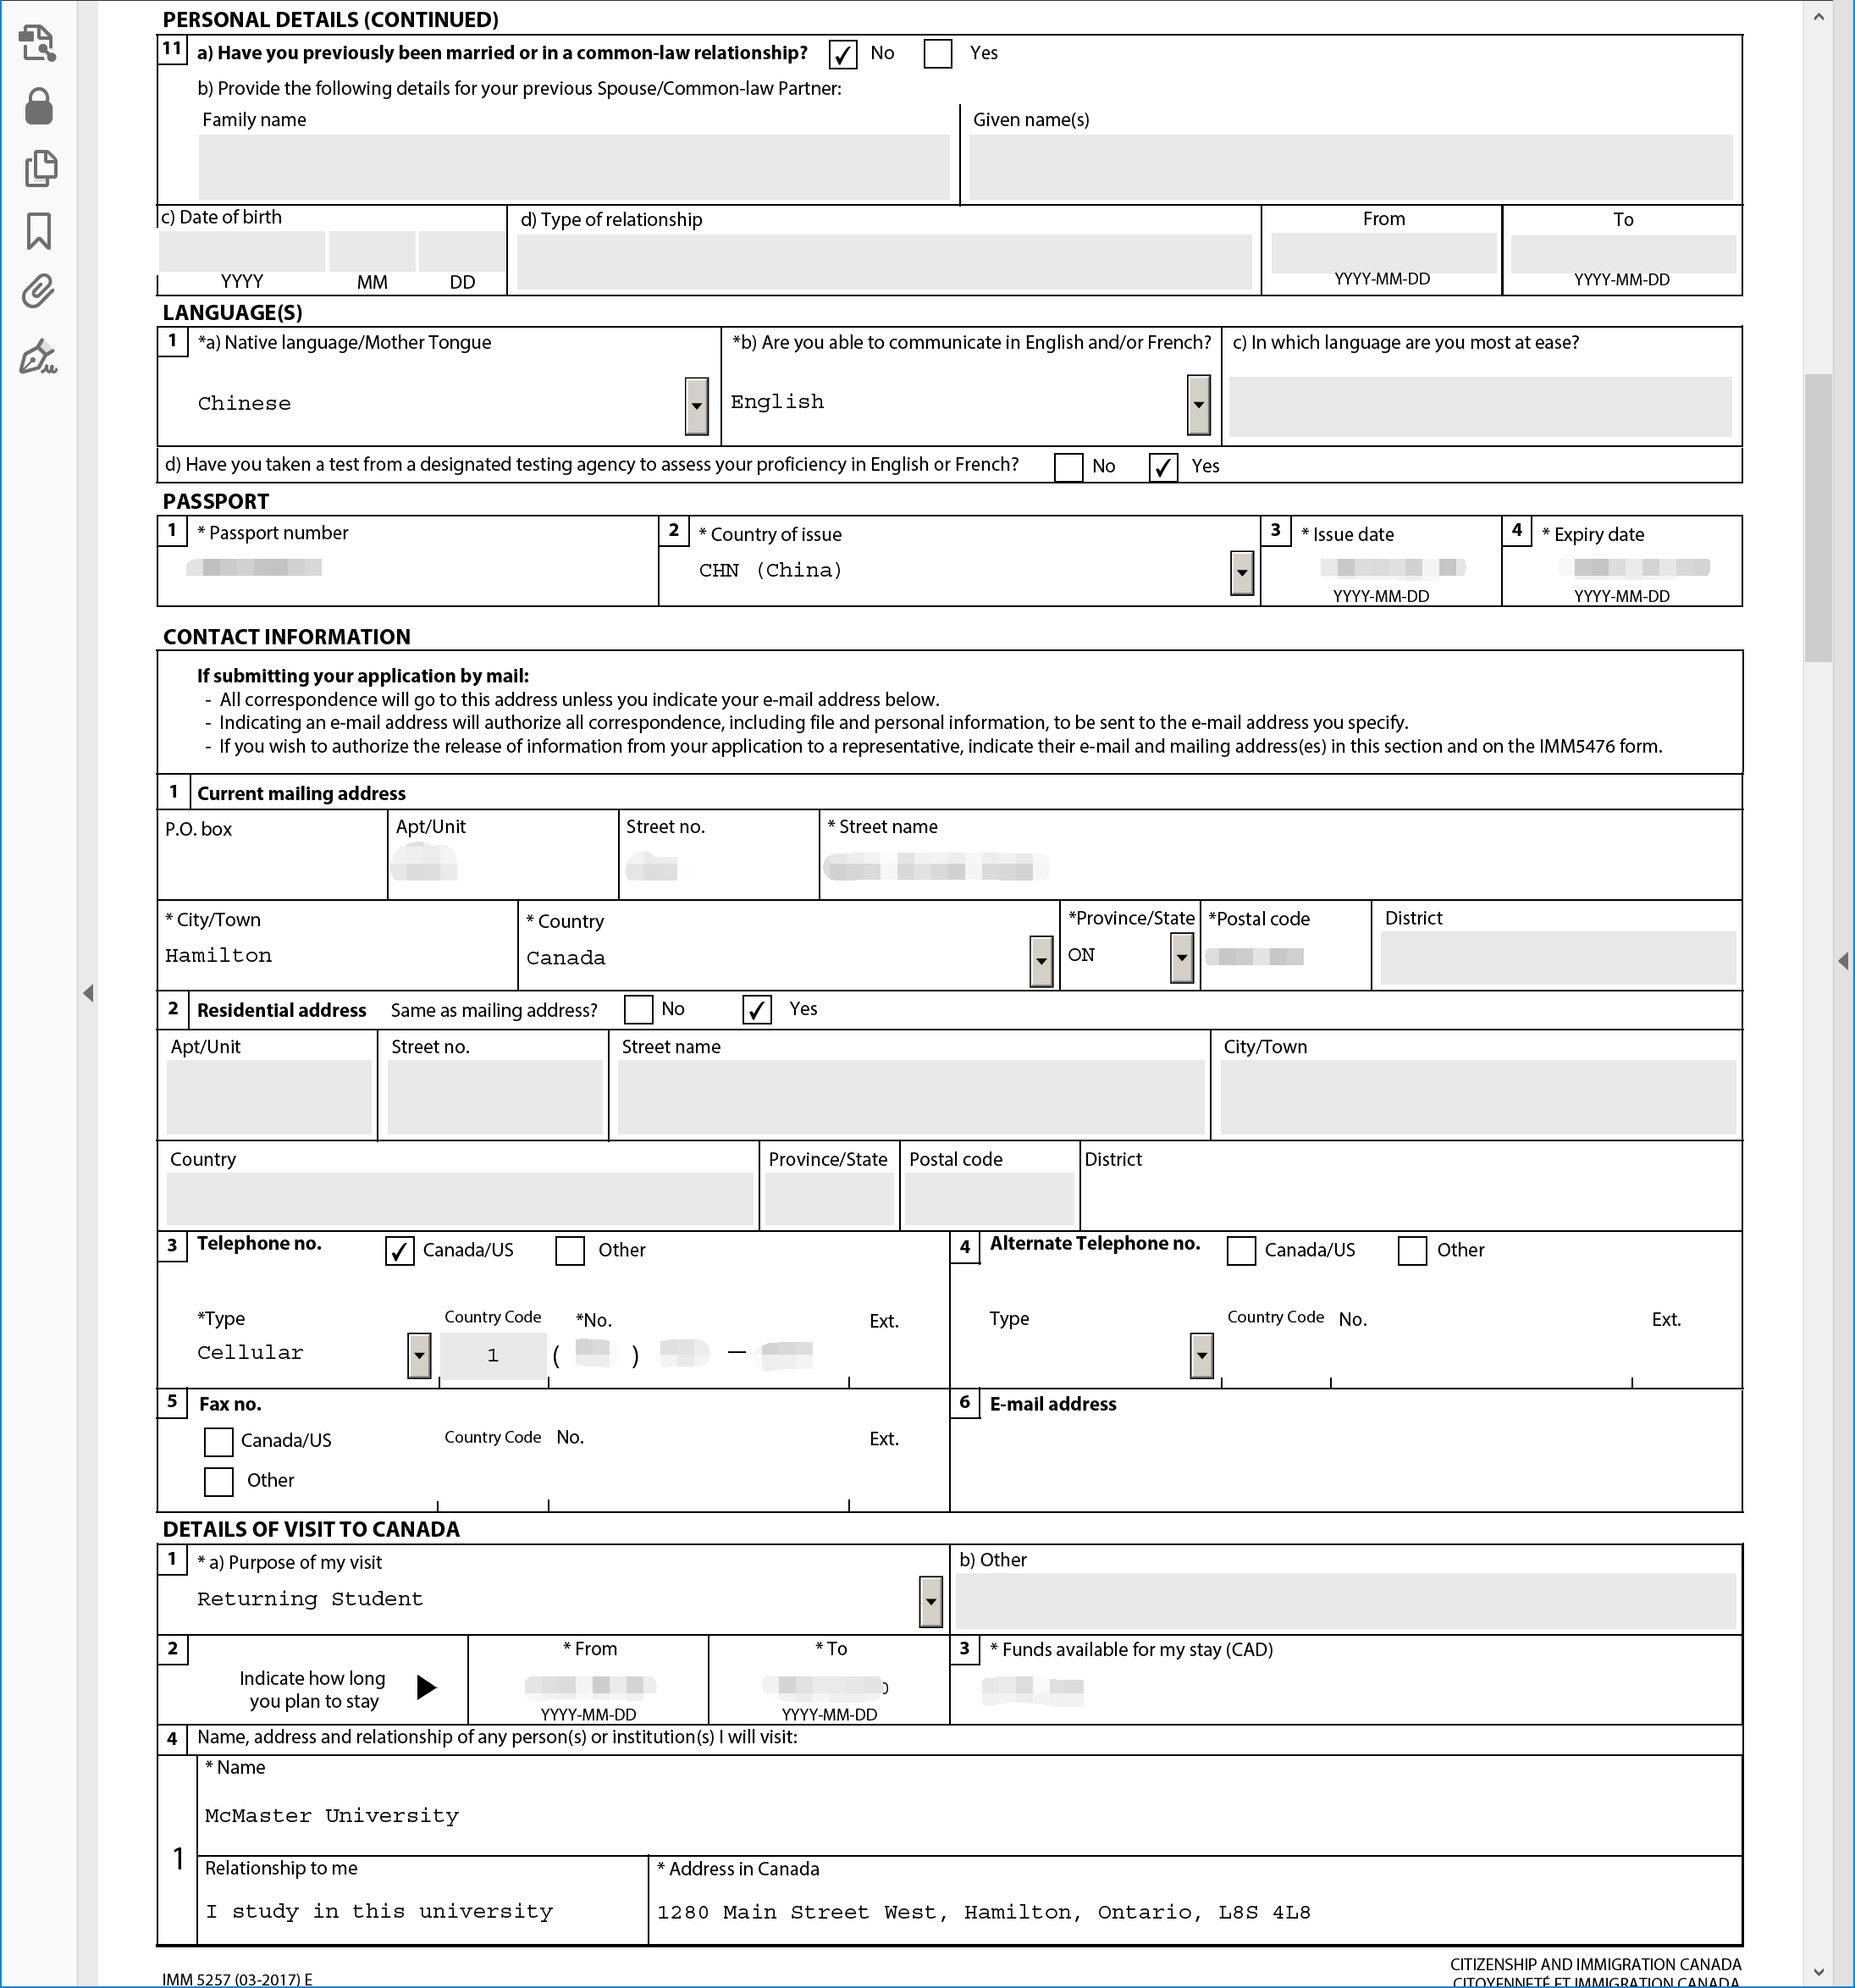 PERSONAL DETAILS (CONTINUED)
11 a) Have you previously been married or in a common-law relationship? ✓ No Yes
b) Provide the following details for your previous Spouse/Common-law Partner:
Family name Given name(s)
c) Date of birth d) Type of relationship From To
YYYY MM DD YYYY-MM-DD YYYY-MM-DD
LANGUAGE(S)
1 *a) Native language/Mother Tongue *b) Are you able to communicate in English and/or French? c) In which language are you most at ease?
Chinese English
d) Have you taken a test from a designated testing agency to assess your proficiency in English or French? No ✓ Yes
PASSPORT
1 * Passport number 2 * Country of issue 3 * Issue date 4 * Expiry date
CHN (China)
YYYY-MM-DD YYYY-MM-DD
CONTACT INFORMATION
If submitting your application by mail:
- All correspondence will go to this address unless you indicate your e-mail address below.
- Indicating an e-mail address will authorize all correspondence, including file and personal information, to be sent to the e-mail address you specify.
- If you wish to authorize the release of information from your application to a representative, indicate their e-mail and mailing address(es) in this section and on the IMM5476 form.
1 Current mailing address
P.O. box Apt/Unit Street no. * Street name
* City/Town * Country *Province/State *Postal code District
Hamilton Canada ON
2 Residential address Same as mailing address? No ✓ Yes
Apt/Unit Street no. Street name City/Town
Country Province/State Postal code District
3 Telephone no. ✓ Canada/US Other 4 Alternate Telephone no. Canada/US Other
*Type Country Code *No. Ext. Type Country Code No. Ext.
Cellular 1 ( ) —
5 Fax no. 6 E-mail address
Canada/US Country Code No. Ext.
Other
DETAILS OF VISIT TO CANADA
1 * a) Purpose of my visit b) Other
Returning Student
2 * From * To 3 * Funds available for my stay (CAD)
Indicate how long
you plan to stay
YYYY-MM-DD YYYY-MM-DD
4 Name, address and relationship of any person(s) or institution(s) I will visit:
* Name
McMaster University
1
Relationship to me * Address in Canada
I study in this university 1280 Main Street West, Hamilton, Ontario, L8S 4L8
CITIZENSHIP AND IMMIGRATION CANADA
IMM 5257 (03-2017) E CITOYENNETÉ ET IMMIGRATION CANADA